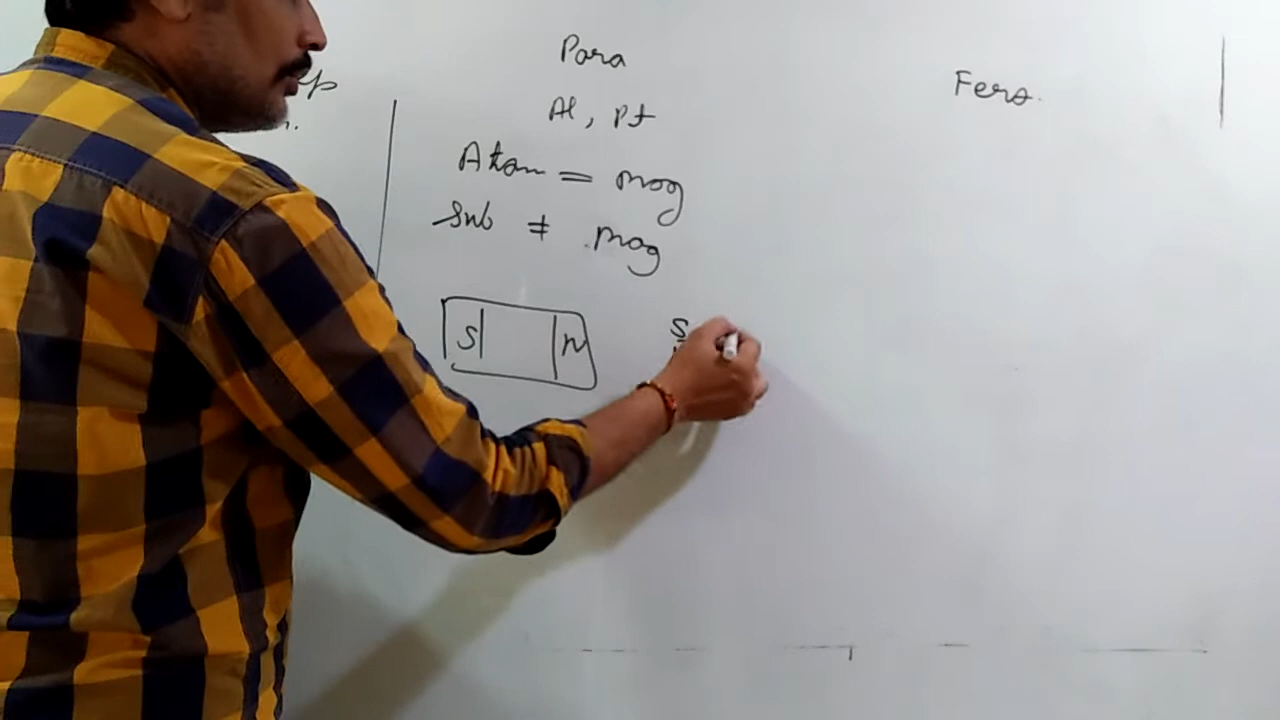 Para
Fero.
Al, Pt
Atom = mag
Sub ≠ mag
S n
S